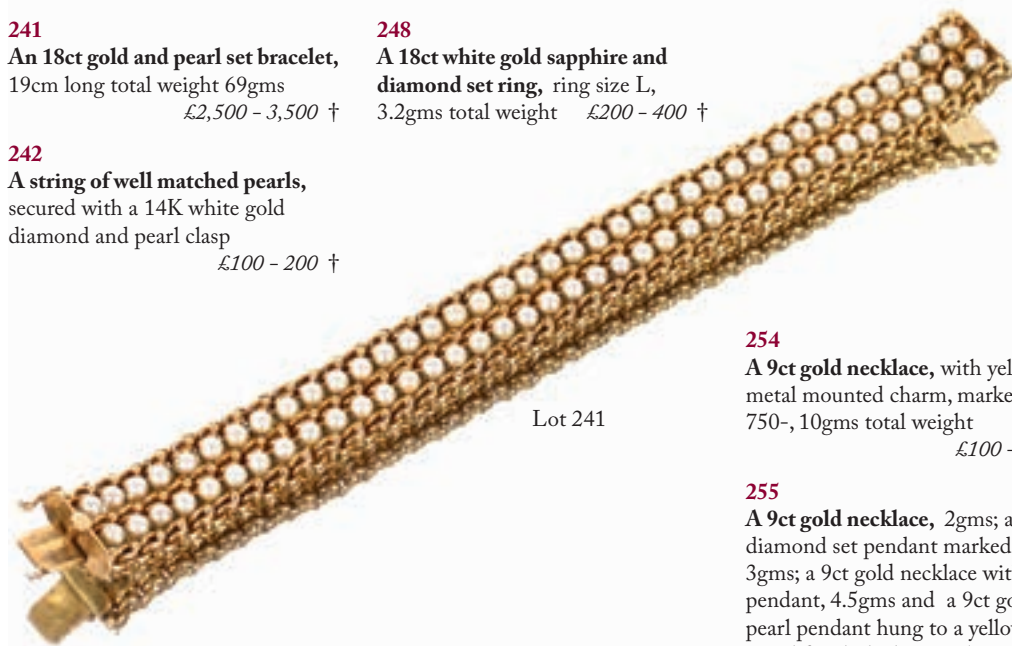 241
An 18ct gold and pearl set bracelet,
19cm long total weight 69gms
£2,500 – 3,500 †
242
A string of well matched pearls,
secured with a 14K white gold
diamond and pearl clasp
£100 – 200 †
248
A 18ct white gold sapphire and
diamond set ring, ring size L,
3.2gms total weight £200 – 400 †
Lot 241
254
A 9ct gold necklace, with
metal mounted charm,
750-, 10gms total weight
£100 –
255
A 9ct gold necklace, 2gms; a
diamond set pendant marked
3gms; a 9ct gold necklace
pendant, 4.5gms and a 9ct
pearl pendant hung to a